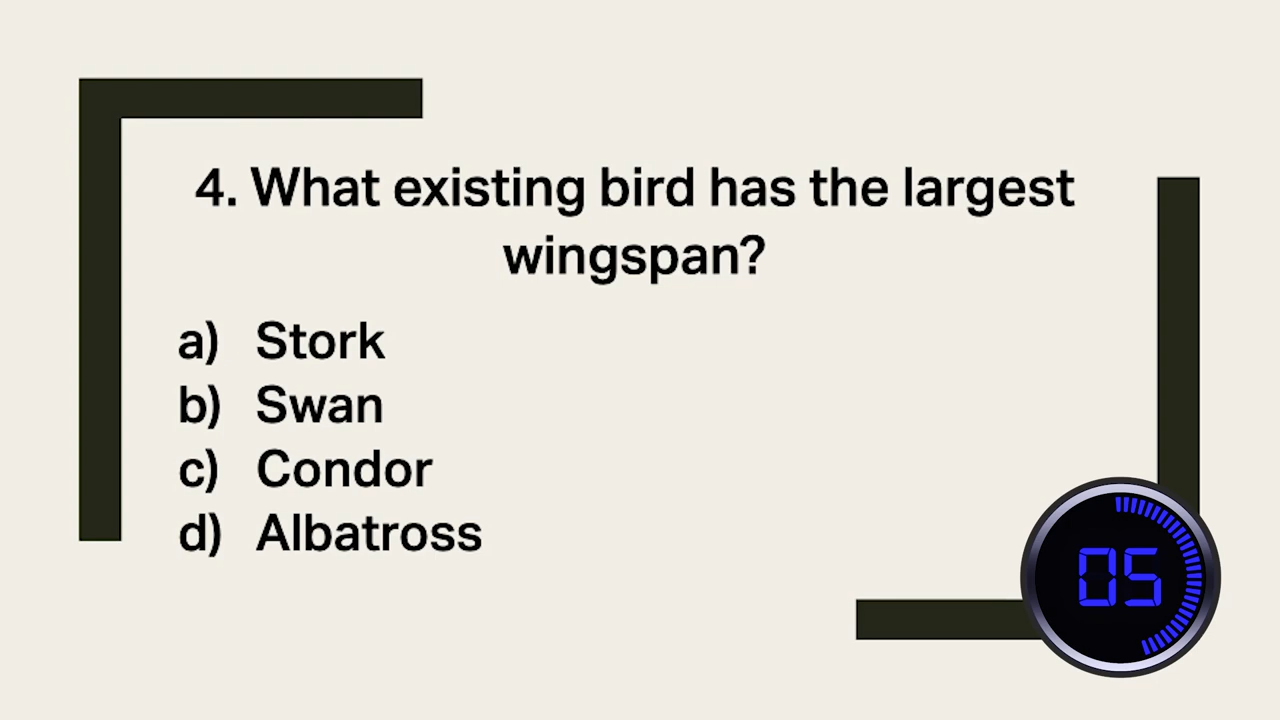 4. What existing bird has the largest
wingspan?
a) Stork
b) Swan
c) Condor
d) Albatross
05